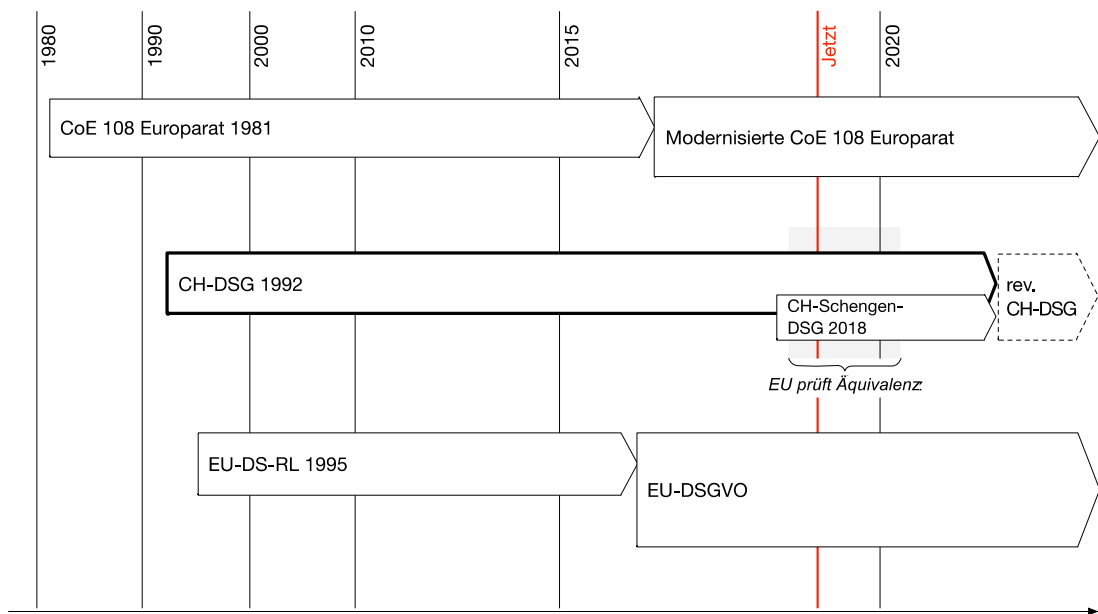 1980
1990
2000
2010
2015
Jetzt
2020
CoE 108 Europarat 1981
Modernisierte CoE 108 Europarat
CH-DSG 1992
rev.
CH-DSG
CH-Schengen-
DSG 2018
EU prüft Äquivalenz
EU-DS-RL 1995
EU-DSGVO